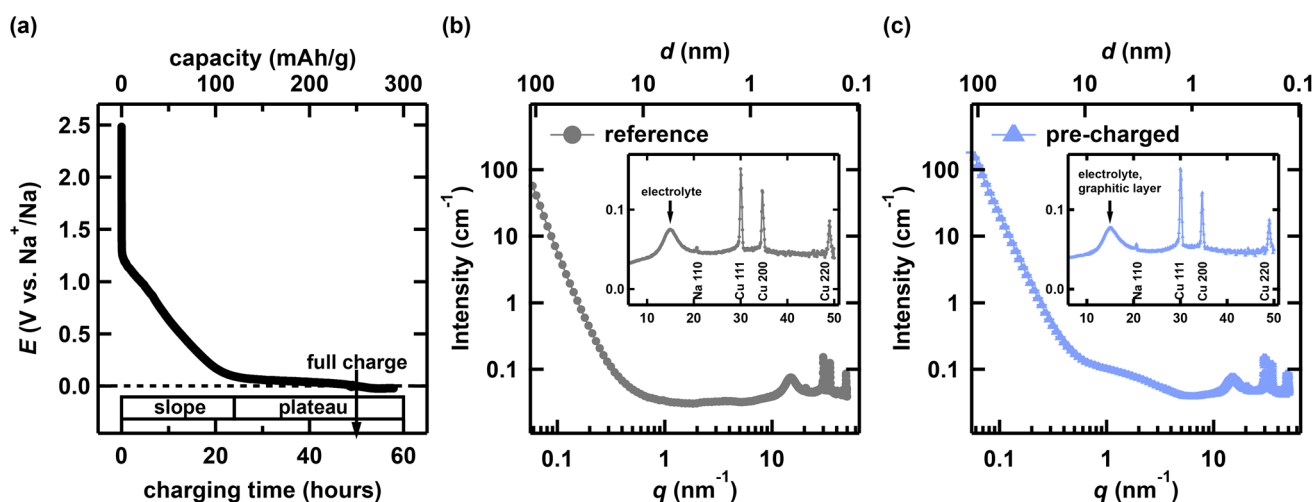 (a)
capacity (mAh/g)
0 100 200 300
E (V vs. Na+/Na)
2.5
2.0
1.5
1.0
0.5
0.0
full charge
slope plateau
0 20 40 60
charging time (hours)
(b)
d (nm)
100 10 1 0.1
Intensity (cm-1)
100
10
1
0.1
0.01
reference
electrolyte
0.1
0.0
Na 110
Cu 111
Cu 200
Cu 220
10 20 30 40 50
0.1 1 10
q (nm-1)
(c)
d (nm)
100 10 1 0.1
Intensity (cm-1)
100
10
1
0.1
0.01
pre-charged
electrolyte,
graphitic layer
0.1
0.0
Na 110
Cu 111
Cu 200
Cu 220
10 20 30 40 50
0.1 1 10
q (nm-1)